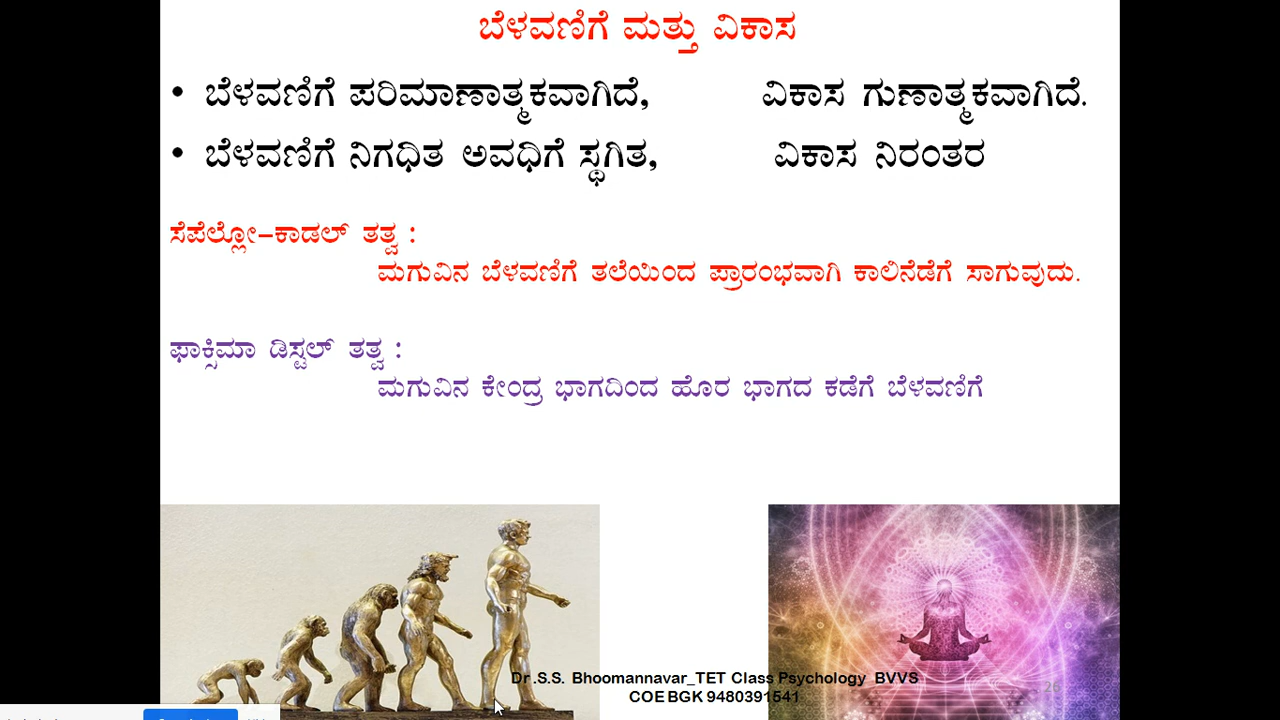 ಬೆಳವಣಿಗೆ ಮತ್ತು ವಿಕಾಸ
• ಬೆಳವಣಿಗೆ ಪರಿಮಾಣಾತ್ಮಕವಾಗಿದೆ, ವಿಕಾಸ ಗುಣಾತ್ಮಕವಾಗಿದೆ.
• ಬೆಳವಣಿಗೆ ನಿಗಧಿತ ಅವಧಿಗೆ ಸ್ಥಗಿತ, ವಿಕಾಸ ನಿರಂತರ
ಸೆಪೆಲ್ಲೋ-ಕಾಡಲ್ ತತ್ವ :
ಮಗುವಿನ ಬೆಳವಣಿಗೆ ತಲೆಯಿಂದ ಪ್ರಾರಂಭವಾಗಿ ಕಾಲಿನೆಡೆಗೆ ಸಾಗುವುದು.
ಫಾಕ್ಸಿಮಾ ಡಿಸ್ಟಲ್ ತತ್ವ :
ಮಗುವಿನ ಕೇಂದ್ರ ಭಾಗದಿಂದ ಹೊರ ಭಾಗದ ಕಡೆಗೆ ಬೆಳವಣಿಗೆ
Dr .S.S. Bhoomannavar_TET Class Psychology BVVS
COE BGK 9480391541
26